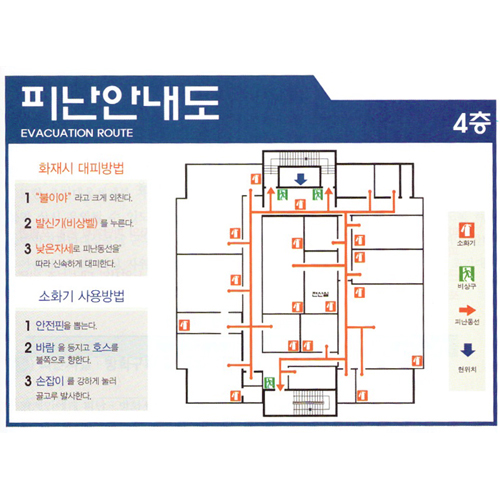 피난안내도
EVACUATION ROUTE
4층
화재시 대피방법
1 "불이야" 라고 크게 외친다.
2 발신기(비상벨) 를 누른다.
3 낮은자세로 피난동선을"
따라 신속하게 대피한다.
소화기 사용방법
1 안전핀을 뽑는다.
2 바람 을 등지고 호스를
불쪽으로 향한다.
3 손잡이 를 강하게 눌러
골고루 발사한다.
전산실
소화기
비상구
피난동선
현위치